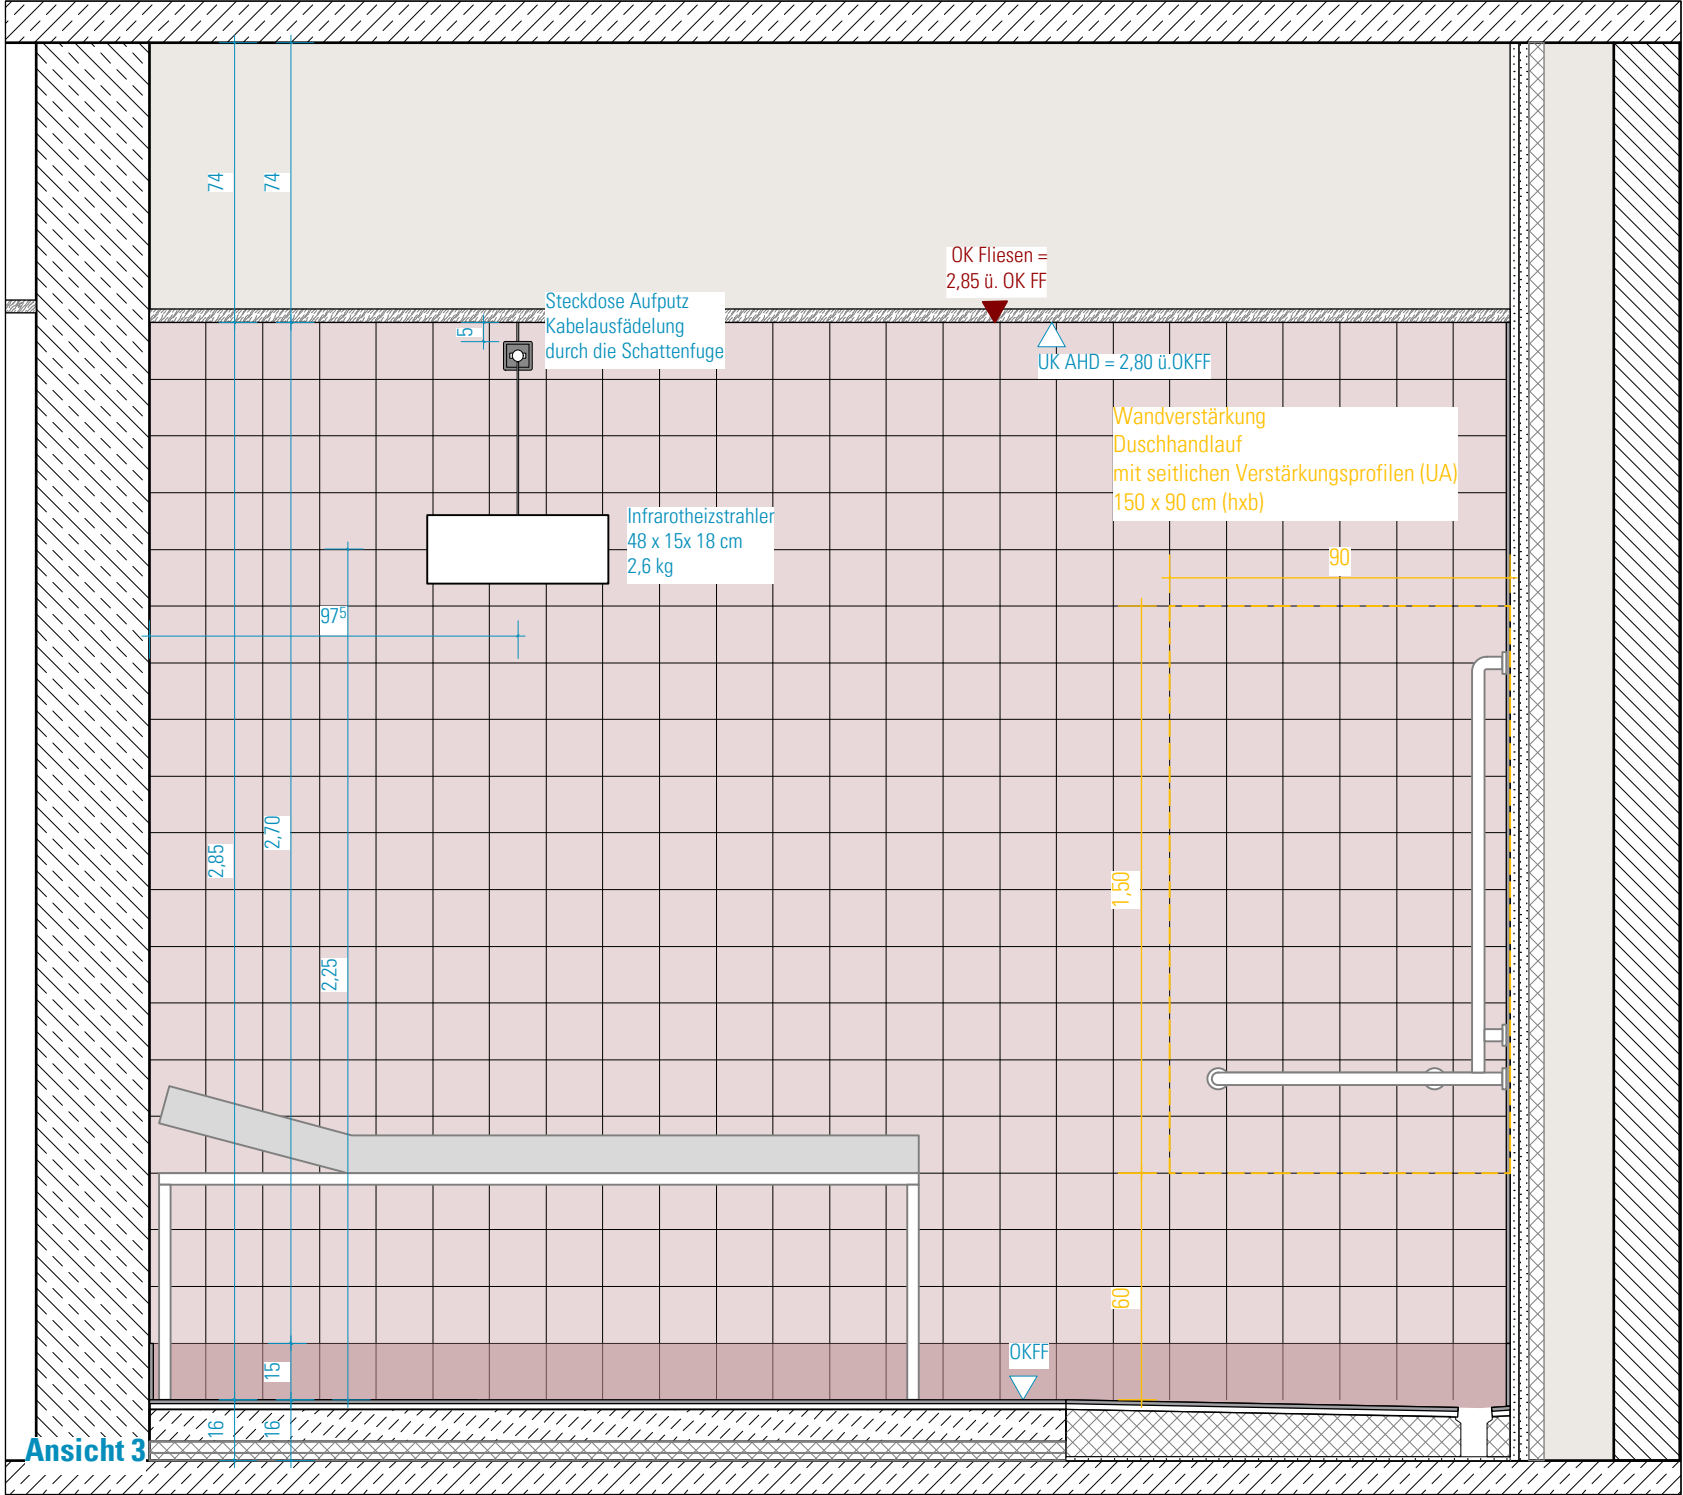 74
74
OK Fliesen =
2,85 ü. OK FF
Steckdose Aufputz
Kabelausfädelung
durch die Schattenfuge
5
UK AHD = 2,80 ü.OKFF
Wandverstärkung
Duschhandlauf
mit seitlichen Verstärkungsprofilen (UA)
150 x 90 cm (hxb)
Infrarotheizstrahler
48 x 15x 18 cm
2,6 kg
90
97⁵
2,85
2,70
1,50
2,25
60
15
OKFF
16
16
Ansicht 3